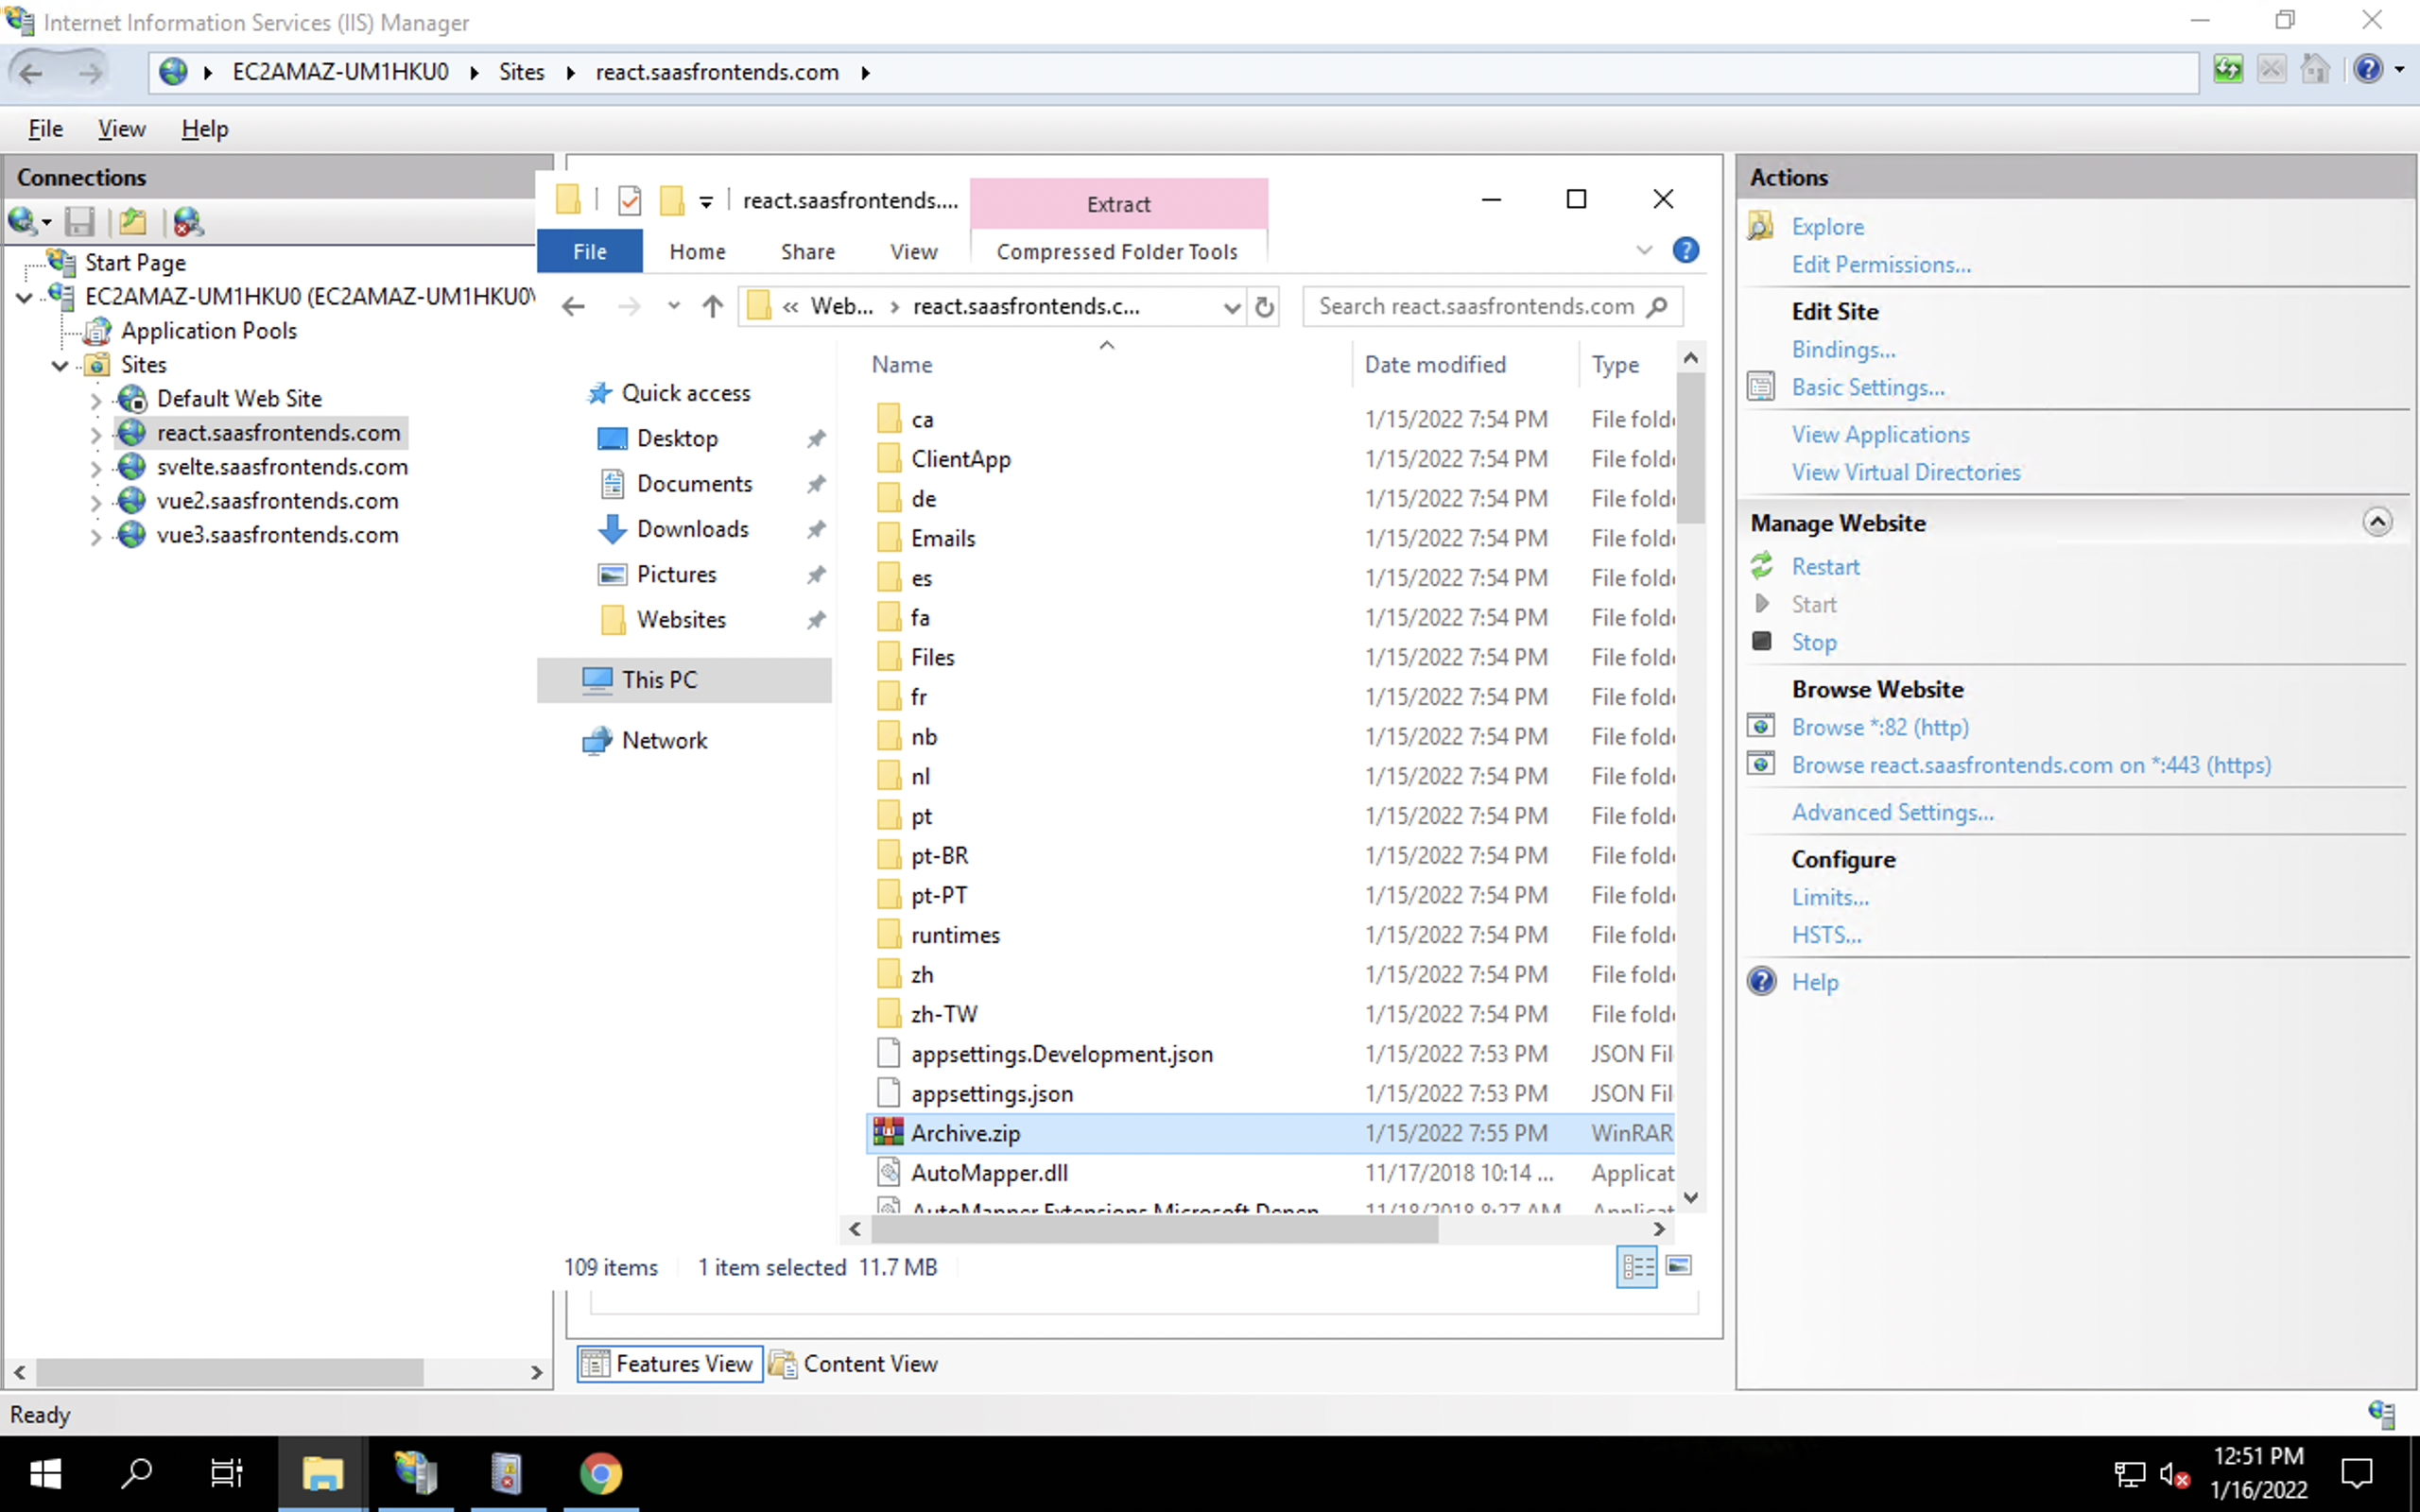 Internet Information Services (IIS) Manager
EC2AMAZ-UM1HKU0
Sites
react.saasfrontends.com
File
View
Help
Connections
Start Page
EC2AMAZ-UM1HKU0 (EC2AMAZ-UM1HKU0\
Application Pools
Sites
Default Web Site
react.saasfrontends.com
svelte.saasfrontends.com
vue2.saasfrontends.com
vue3.saasfrontends.com
react.saasfrontends....
Extract
File
Home
Share
View
Compressed Folder Tools
« Web...
react.saasfrontends.c...
Search react.saasfrontends.com
Quick access
Desktop
Documents
Downloads
Pictures
Websites
This PC
Network
Name Date modified Type
ca 1/15/2022 7:54 PM File fold
ClientApp 1/15/2022 7:54 PM File fold
de 1/15/2022 7:54 PM File fold
Emails 1/15/2022 7:54 PM File fold
es 1/15/2022 7:54 PM File fold
fa 1/15/2022 7:54 PM File fold
Files 1/15/2022 7:54 PM File fold
fr 1/15/2022 7:54 PM File fold
nb 1/15/2022 7:54 PM File fold
nl 1/15/2022 7:54 PM File fold
pt 1/15/2022 7:54 PM File fold
pt-BR 1/15/2022 7:54 PM File fold
pt-PT 1/15/2022 7:54 PM File fold
runtimes 1/15/2022 7:54 PM File fold
zh 1/15/2022 7:54 PM File fold
zh-TW 1/15/2022 7:54 PM File fold
appsettings.Development.json 1/15/2022 7:53 PM JSON Fil
appsettings.json 1/15/2022 7:53 PM JSON Fil
Archive.zip 1/15/2022 7:55 PM WinRAR
AutoMapper.dll 11/17/2018 10:14 ... Applicat
AutoMapper.Extensions.Microsoft.Depen 11/18/2018 8:27 AM Applicat
109 items
1 item selected 11.7 MB
Features View
Content View
Actions
Explore
Edit Permissions...
Edit Site
Bindings...
Basic Settings...
View Applications
View Virtual Directories
Manage Website
Restart
Start
Stop
Browse Website
Browse *:82 (http)
Browse react.saasfrontends.com on *:443 (https)
Advanced Settings...
Configure
Limits...
HSTS...
Help
Ready
12:51 PM
1/16/2022